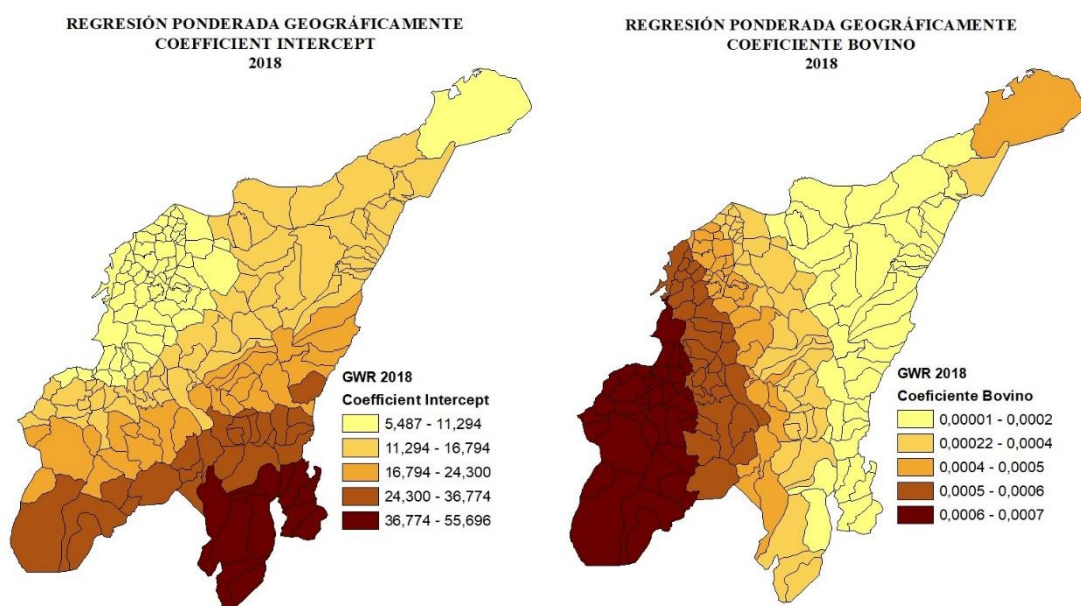 REGRESIÓN PONDERADA GEOGRÁFICAMENTE
COEFFICIENT INTERCEPT
2018
GWR 2018
Coefficient Intercept
5,487 - 11,294
11,294 - 16,794
16,794 - 24,300
24,300 - 36,774
36,774 - 55,696
REGRESIÓN PONDERADA GEOGRÁFICAMENTE
COEFICIENTE BOVINO
2018
GWR 2018
Coeficiente Bovino
0,00001 - 0,0002
0,00022 - 0,0004
0,0004 - 0,0005
0,0005 - 0,0006
0,0006 - 0,0007